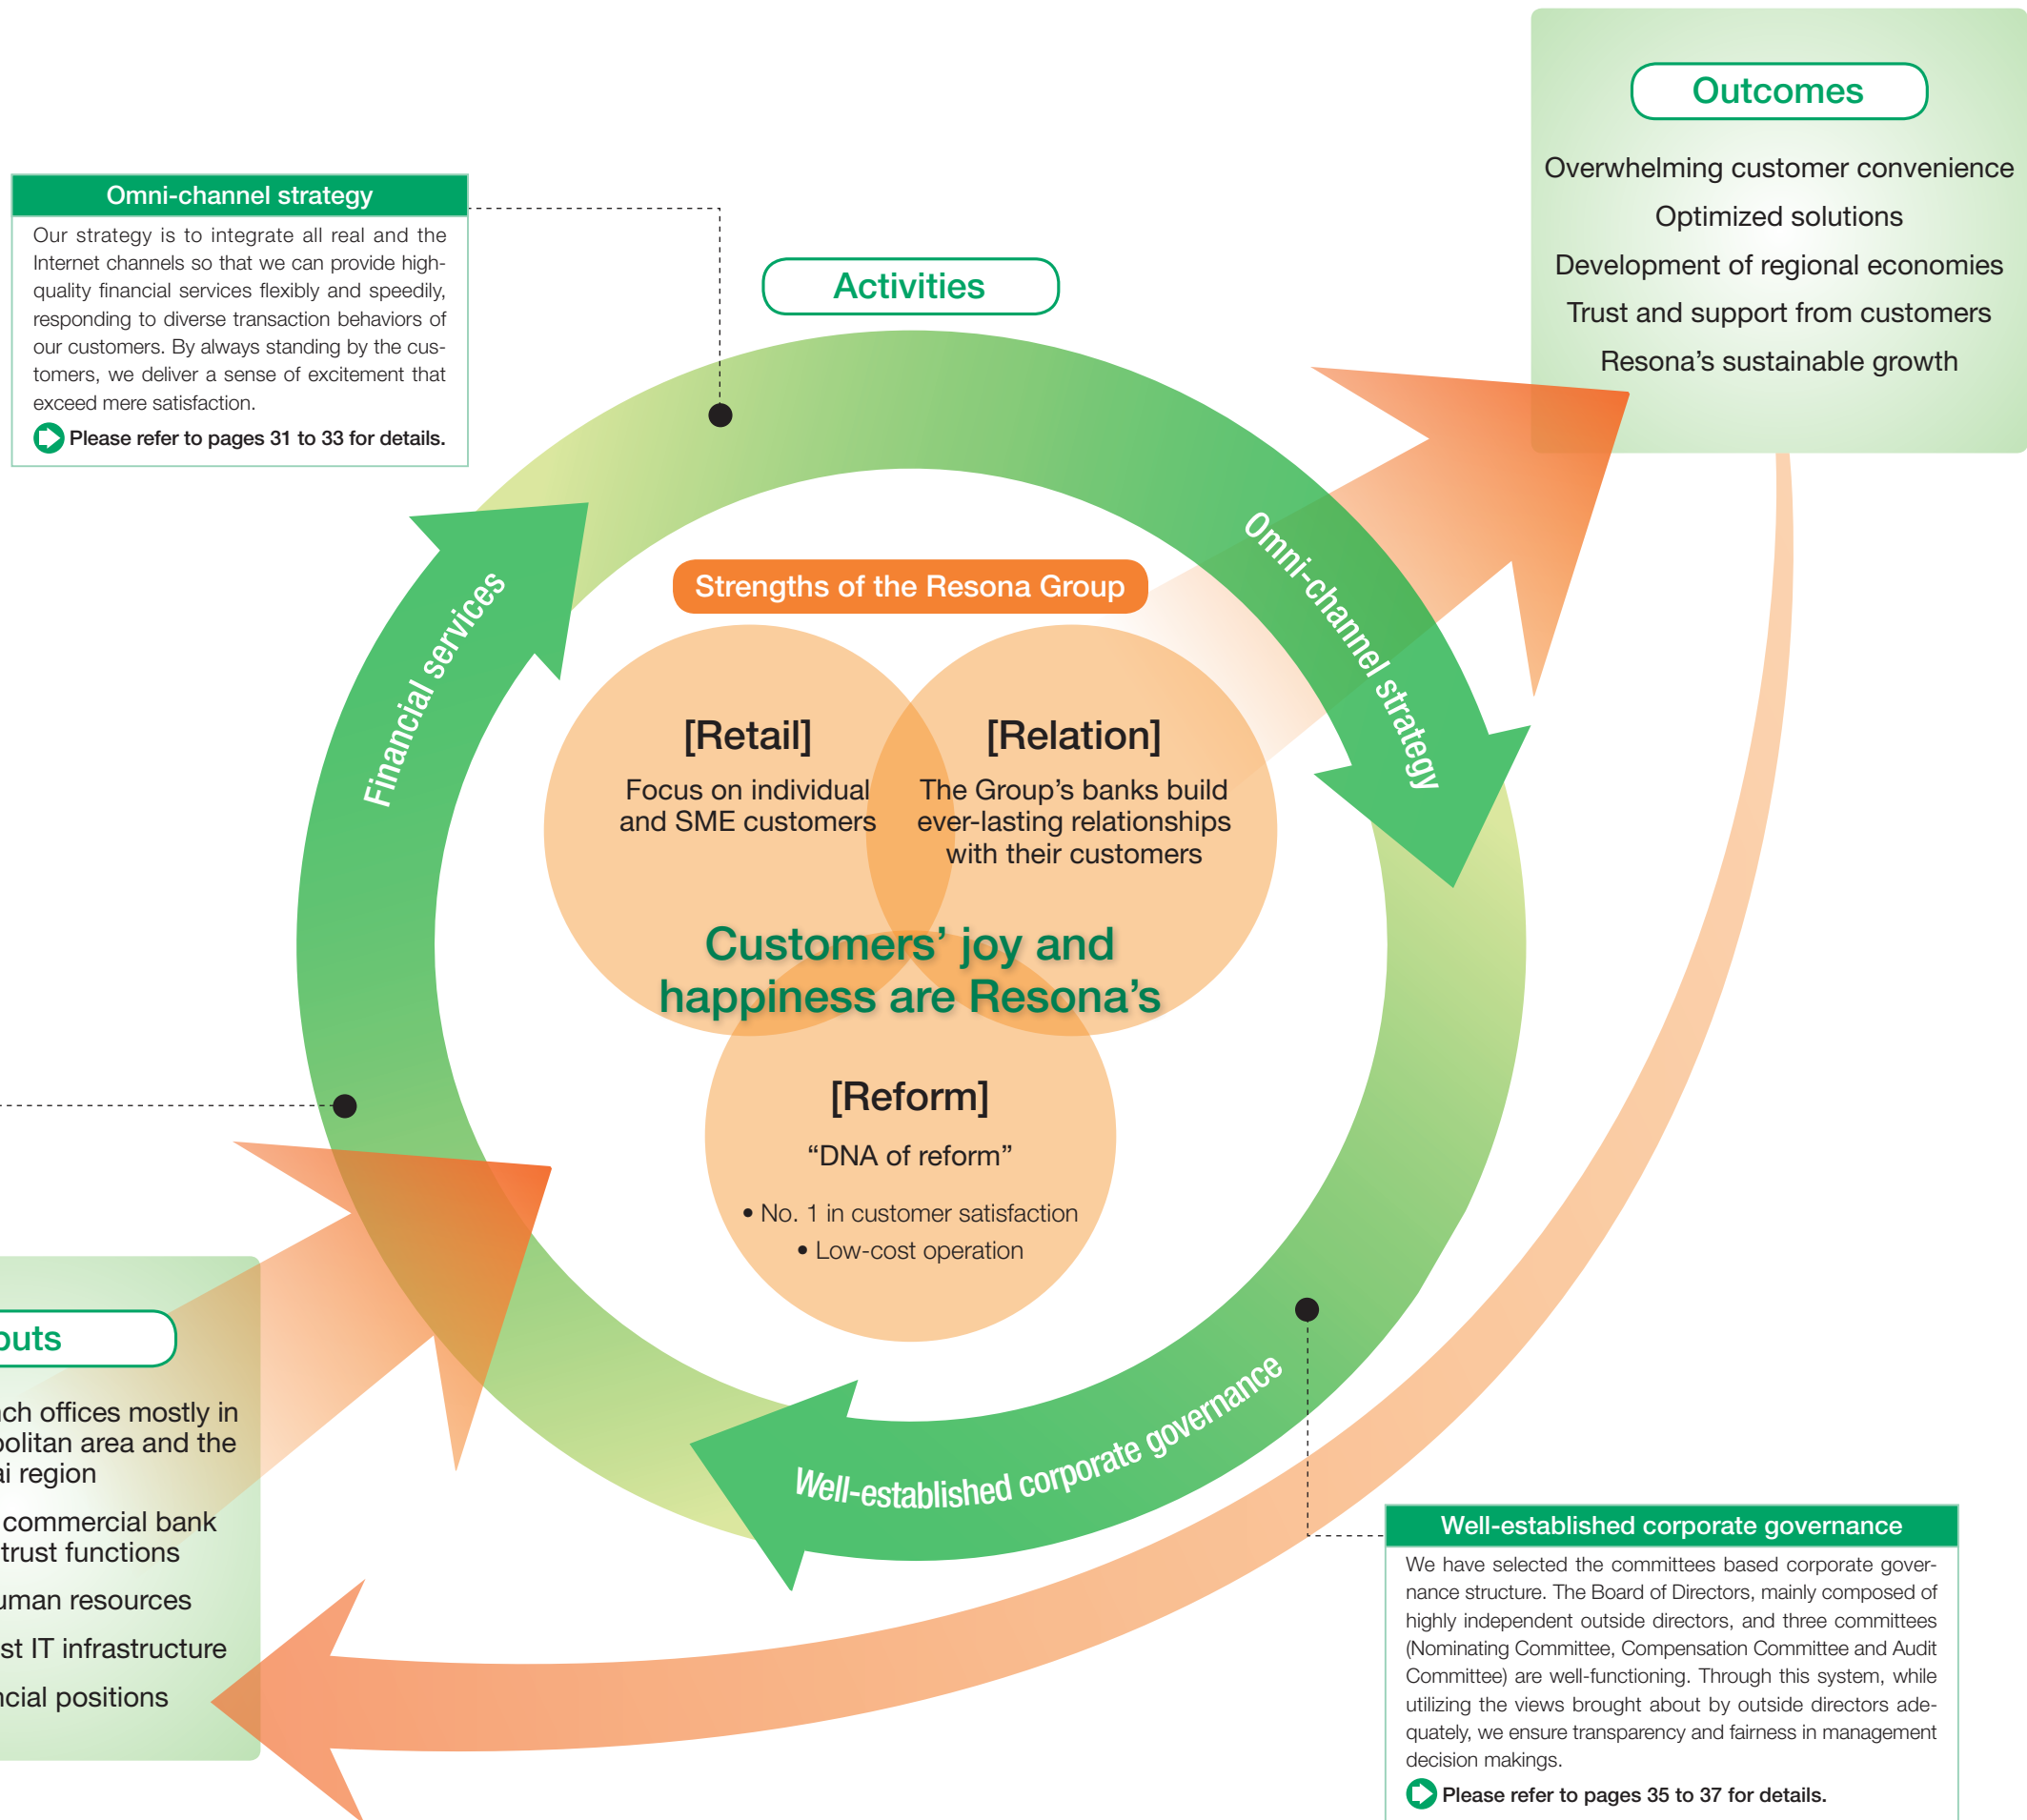 Outcomes
Overwhelming customer convenience
Optimized solutions
Development of regional economies
Trust and support from customers
Resona's sustainable growth
Omni-channel strategy
Our strategy is to integrate all real and the
Internet channels so that we can provide high-
quality financial services flexibly and speedily,
responding to diverse transaction behaviors of
our customers. By always standing by the cus-
tomers, we deliver a sense of excitement that
exceed mere satisfaction.
Please refer to pages 31 to 33 for details.
Activities
Financial services
Omni-channel strategy
Strengths of the Resona Group
[Retail]
Focus on individual
and SME customers
[Relation]
The Group's banks build
ever-lasting relationships
with their customers
Customers' joy and
happiness are Resona's
[Reform]
“DNA of reform”
• No. 1 in customer satisfaction
• Low-cost operation
Well-established corporate governance
offices mostly in
area and the
region
commercial bank
trust functions
resources
IT infrastructure
positions
Well-established corporate governance
We have selected the committees based corporate gover-
nance structure. The Board of Directors, mainly composed of
highly independent outside directors, and three committees
(Nominating Committee, Compensation Committee and Audit
Committee) are well-functioning. Through this system, while
utilizing the views brought about by outside directors ade-
quately, we ensure transparency and fairness in management
decision makings.
Please refer to pages 35 to 37 for details.